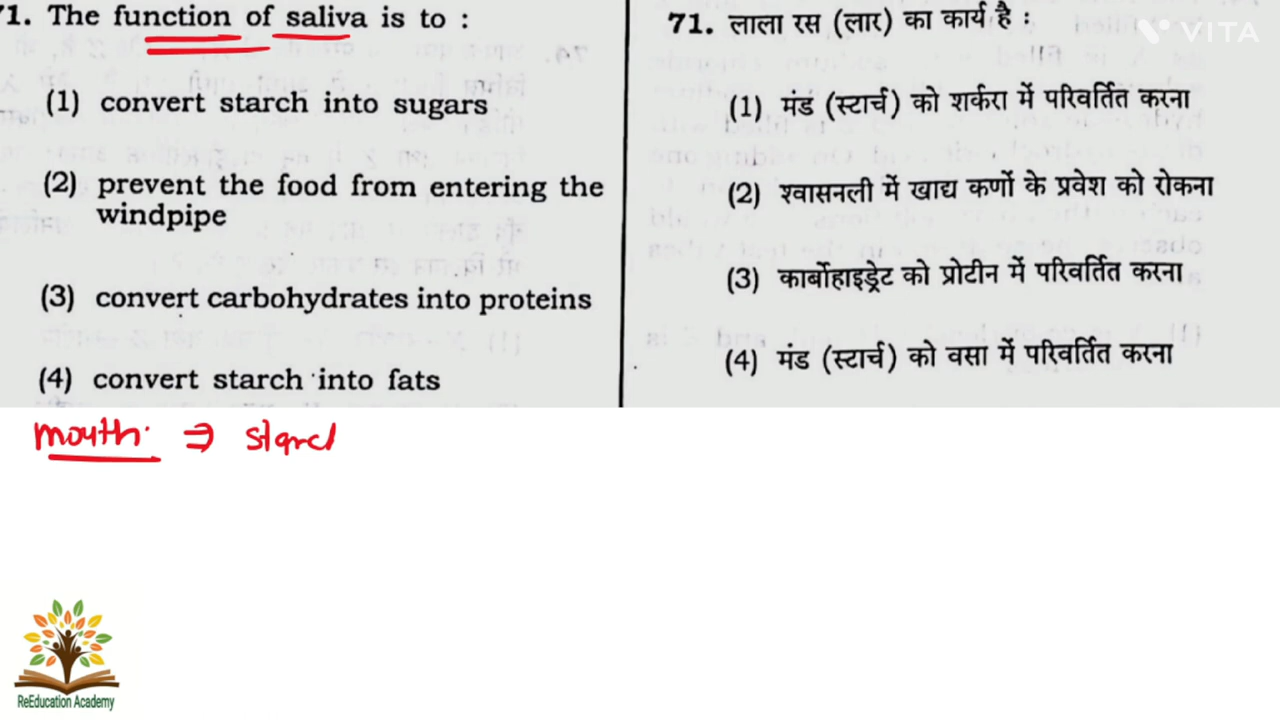 71. The function of saliva is to :
(1) convert starch into sugars
(2) prevent the food from entering the
windpipe
(3) convert carbohydrates into proteins
(4) convert starch into fats
71. लाला रस (लार) का कार्य है :
(1) मंड (स्टार्च) को शर्करा में परिवर्तित करना
(2) श्वासनली में खाद्य कणों के प्रवेश को रोकना
(3) कार्बोहाइड्रेट को प्रोटीन में परिवर्तित करना
(4) मंड (स्टार्च) को वसा में परिवर्तित करना
VITA
mouth ⇒ starc
ReEducation Academy